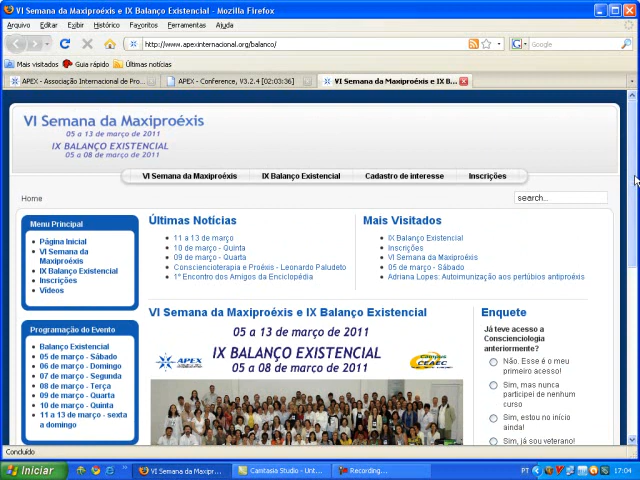 VI Semana da Maxiproéxis e IX Balanço Existencial - Mozilla Firefox
Arquivo Editar Exibir Histórico Favoritos Ferramentas Ajuda
http://www.apexinternacional.org/balanco/
Google
Mais visitados Guia rápido Últimas notícias
APEX - Associação Internacional de Pro... APEX - Conference, V3.2.4 [02:03:36] VI Semana da Maxiproéxis e IX B...
VI Semana da Maxiproéxis
05 a 13 de março de 2011
IX BALANÇO EXISTENCIAL
05 a 08 de março de 2011
VI Semana da Maxiproéxis IX Balanço Existencial Cadastro de interesse Inscrições
Home
search...
Menu Principal
Página Inicial
VI Semana da
Maxiproéxis
IX Balanço Existencial
Inscrições
Vídeos
Programação do Evento
Balanço Existencial
05 de março - Sábado
06 de março - Domingo
07 de março - Segunda
08 de março - Terça
09 de março - Quarta
10 de março - Quinta
11 a 13 de março - sexta
a domingo
Últimas Notícias
11 a 13 de março
10 de março - Quinta
09 de março - Quarta
Consciencioterapia e Proéxis - Leonardo Paludeto
1º Encontro dos Amigos da Enciclopédia
Mais Visitados
IX Balanço Existencial
Inscrições
VI Semana da Maxiproéxis
05 de março - Sábado
Adriana Lopes: Autoimunização aos pertúbios antiproéxis
VI Semana da Maxiproéxis e IX Balanço Existencial
05 a 13 de março de 2011
APEX
IX BALANÇO EXISTENCIAL
Campus
CEAEC
05 a 08 de março de 2011
Enquete
Já teve acesso a
Conscienciologia
anteriormente?
Não. Esse é o meu
primeiro acesso!
Sim, mas nunca
participei de nenhum
curso
Sim, estou no início
ainda!
Sim, já sou veterano!
Concluído
Iniciar
VI Semana da Maxipr...
Camtasia Studio - Unt...
Recording...
PT
17:04